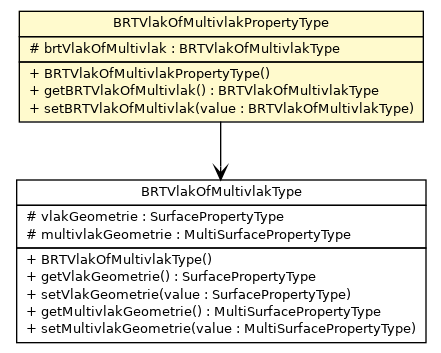 BRTVlakOfMultivlakPropertyType
# brtVlakOfMultivlak : BRTVlakOfMultivlakType
+ BRTVlakOfMultivlakPropertyType()
+ getBRTVlakOfMultivlak() : BRTVlakOfMultivlakType
+ setBRTVlakOfMultivlak(value : BRTVlakOfMultivlakType)
BRTVlakOfMultivlakType
# vlakGeometrie : SurfacePropertyType
# multivlakGeometrie : MultiSurfacePropertyType
+ BRTVlakOfMultivlakType()
+ getVlakGeometrie() : SurfacePropertyType
+ setVlakGeometrie(value : SurfacePropertyType)
+ getMultivlakGeometrie() : MultiSurfacePropertyType
+ setMultivlakGeometrie(value : MultiSurfacePropertyType)